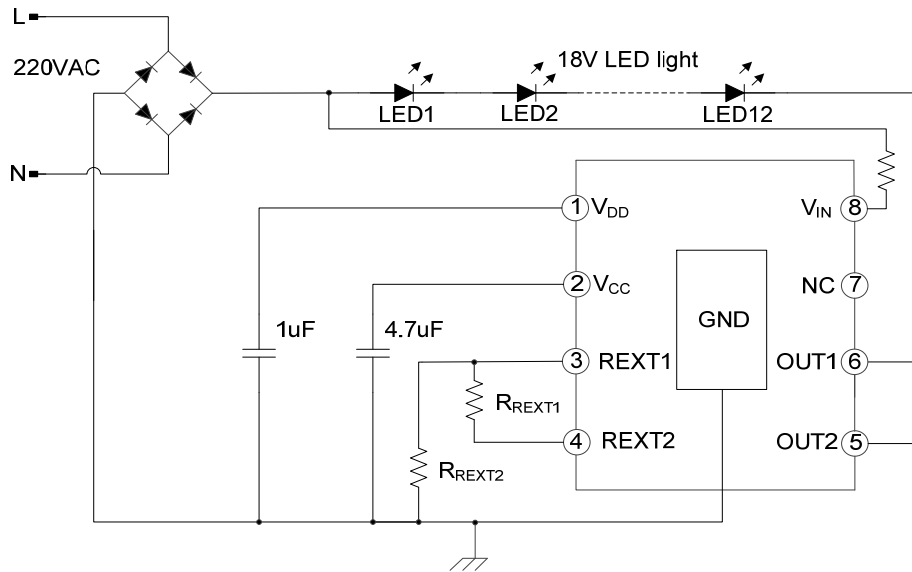 L
220VAC
N
18V LED light
LED1
LED2
LED12
1 VDD
VIN 8
2 VCC
NC 7
GND
1uF
4.7uF
3 REXT1
OUT1 6
RREXT1
4 REXT2
OUT2 5
RREXT2